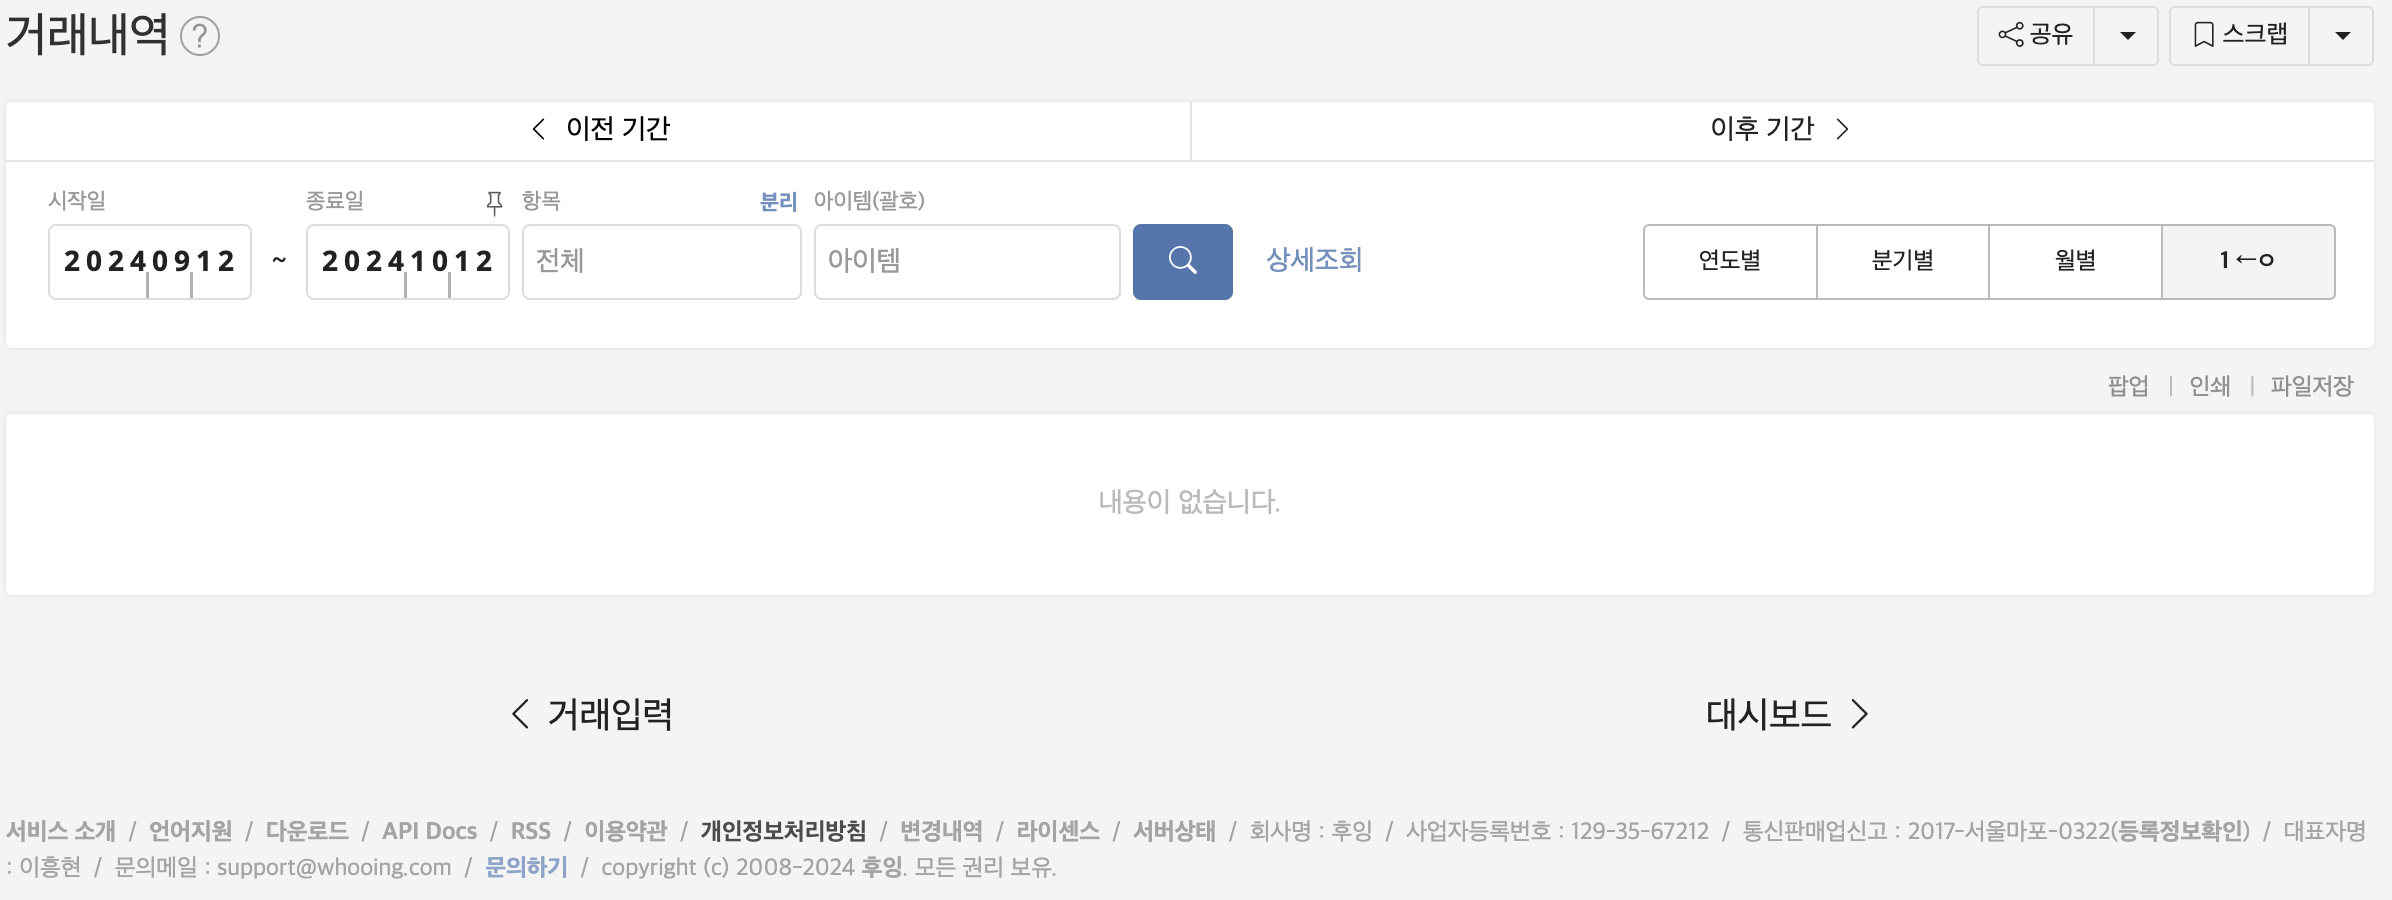 거래내역 ?
공유
스크랩
이전 기간
이후 기간
시작일
종료일
항목
분리
아이템(괄호)
20240912
~
20241012
전체
아이템
상세조회
연도별
분기별
월별
1←o
팝업 | 인쇄 | 파일저장
내용이 없습니다.
거래입력
대시보드
서비스 소개 / 언어지원 / 다운로드 / API Docs / RSS / 이용약관 / 개인정보처리방침 / 변경내역 / 라이센스 / 서버상태 / 회사명 : 후잉 / 사업자등록번호 : 129-35-67212 / 통신판매업신고 : 2017-서울마포-0322(등록정보확인) / 대표자명
: 이흥현 / 문의메일 : support@whooing.com / 문의하기 / copyright (c) 2008-2024 후잉. 모든 권리 보유.